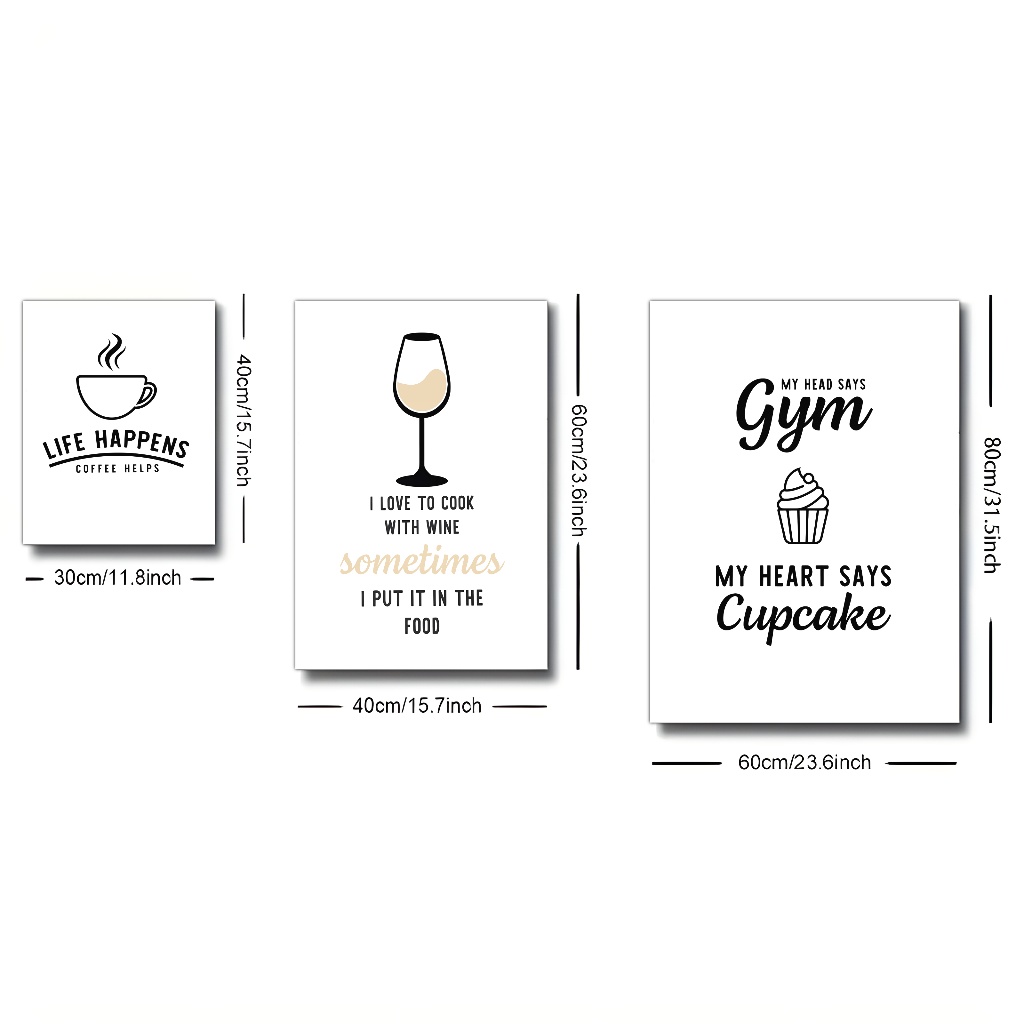 LIFE HAPPENS
COFFEE HELPS
40cm/15.7inch
30cm/11.8inch
I LOVE TO COOK
WITH WINE
sometimes
I PUT IT IN THE
FOOD
60cm/23.6inch
40cm/15.7inch
MY HEAD SAYS
Gym
MY HEART SAYS
Cupcake
80cm/31.5inch
60cm/23.6inch